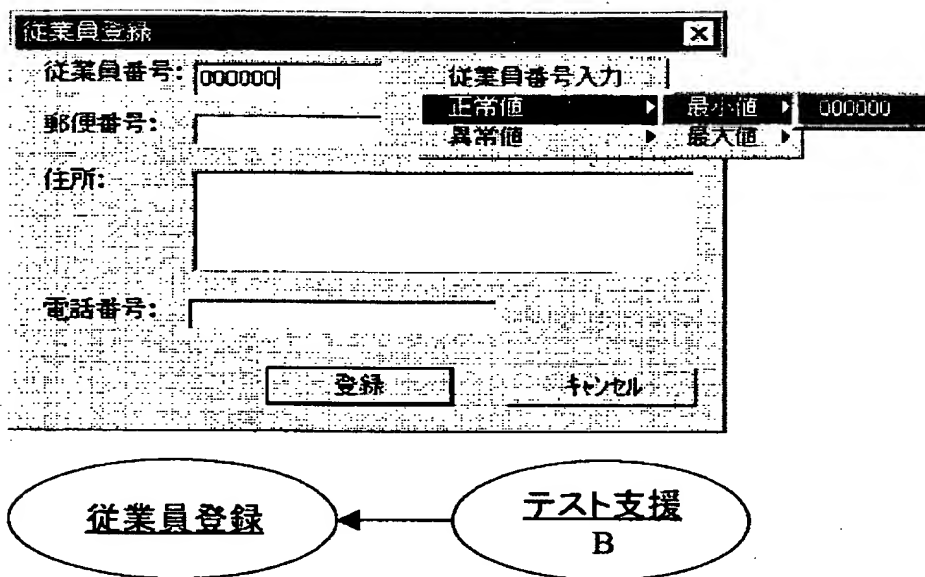 従業員登録
従業員番号: 000000
従業員番号入力
正常値 最小値 000000
郵便番号:
異常値 最大値
住所:
電話番号:
登録 キャンセル
従業員登録
テスト支援
B